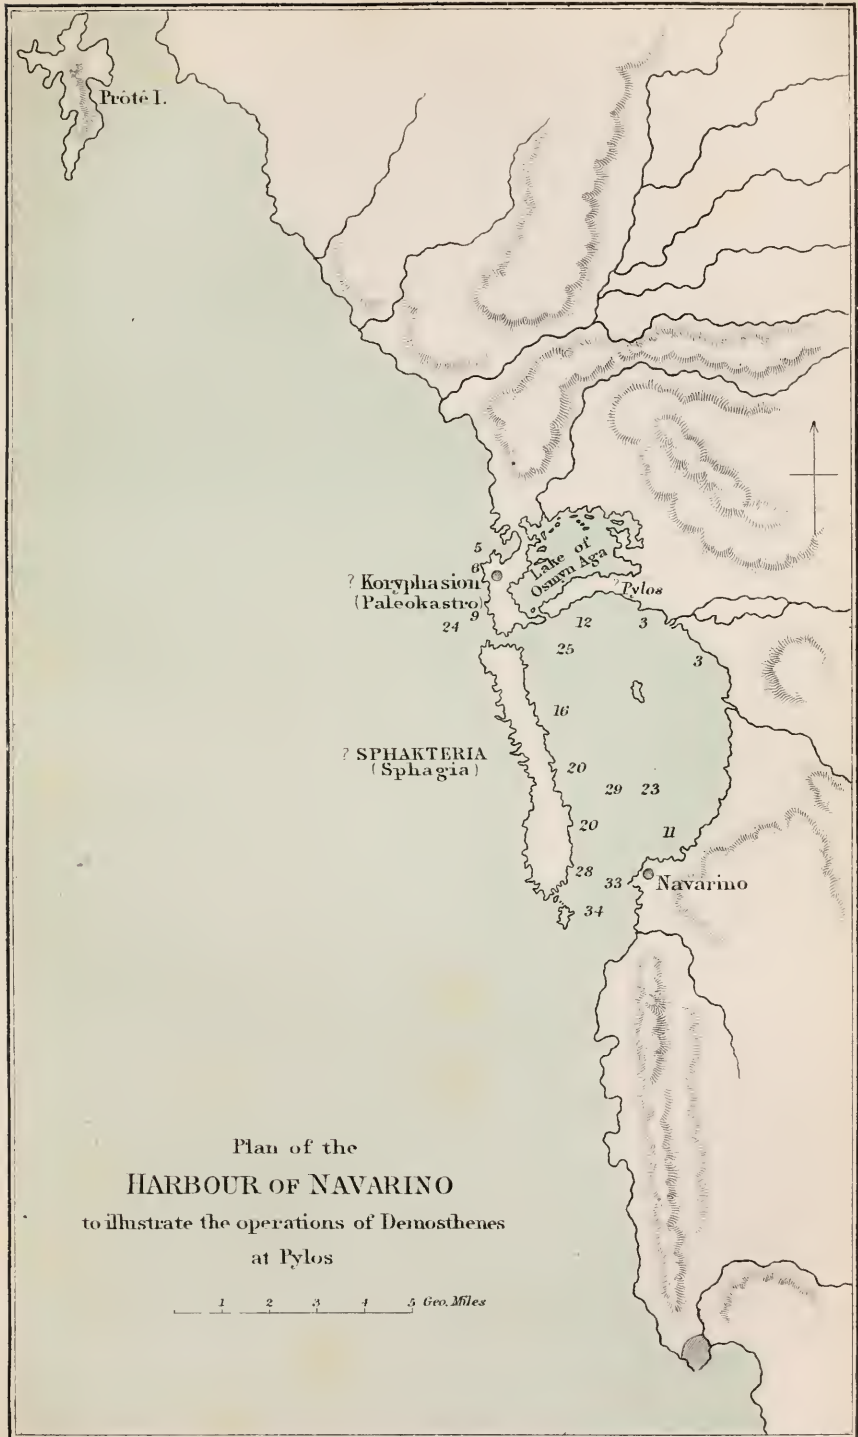 Prôté I.
5
6
? Koryphasion
(Paleokastro)
9
24
Lake of
Osmyn Aga
? Pylos
12
3
3
25
16
? SPHAKTERIA
(Sphagia)
20
29
23
20
11
28
33
Navarino
34
Plan of the
HARBOUR OF NAVARINO
to illustrate the operations of Demosthenes
at Pylos
1 2 3 4 5 Geo. Miles